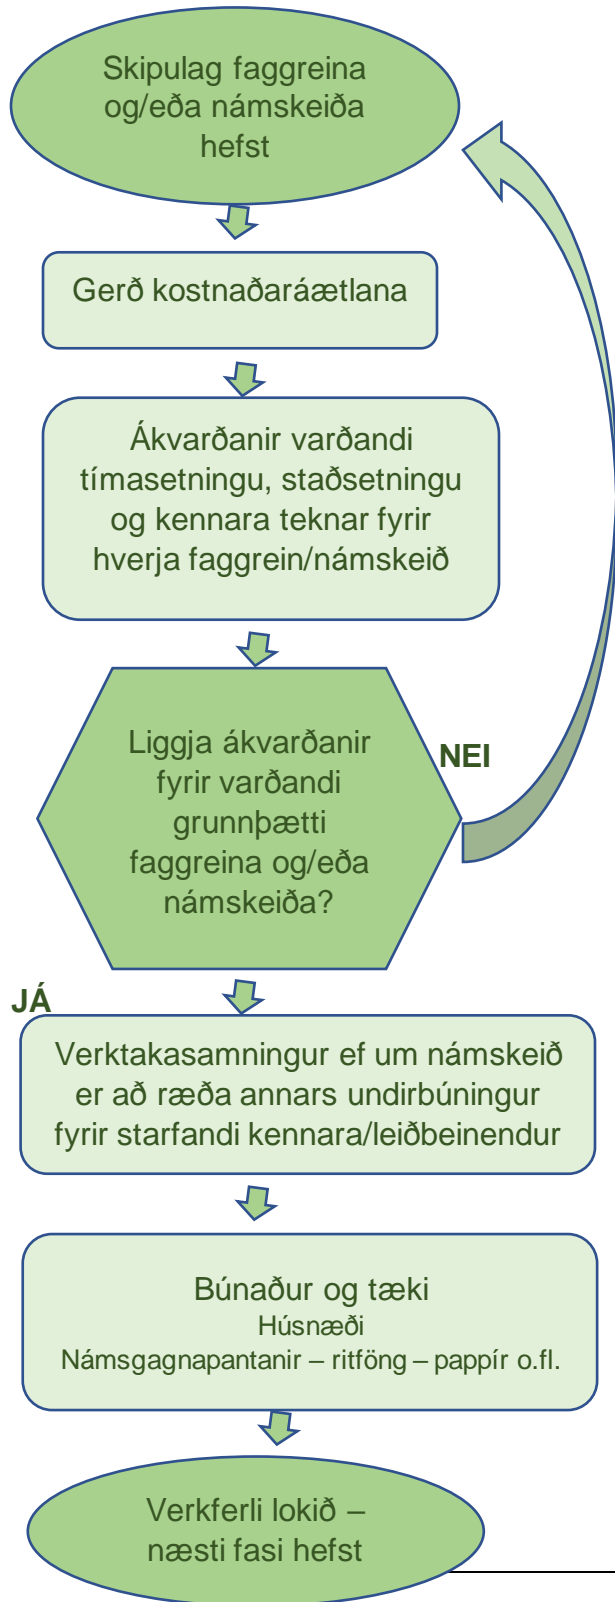 Skipulag faggreina
og/eða námskeiða
hefst
Gerð kostnaðaráætlana
Ákvarðanir varðandi
tímasetningu, staðsetningu
og kennara teknar fyrir
hverja faggrein/námskeið
Liggja ákvarðanir
fyrir varðandi
grunnþætti
faggreina og/eða
námskeiða?
NEI
JÁ
Verktakasamningur ef um námskeið
er að ræða annars undirbúningur
fyrir starfandi kennara/leiðbeinendur
Búnaður og tæki
Húsnæði
Námsgagnapantanir – ritföng – pappír o.fl.
Verkferli lokið –
næsti fasi hefst